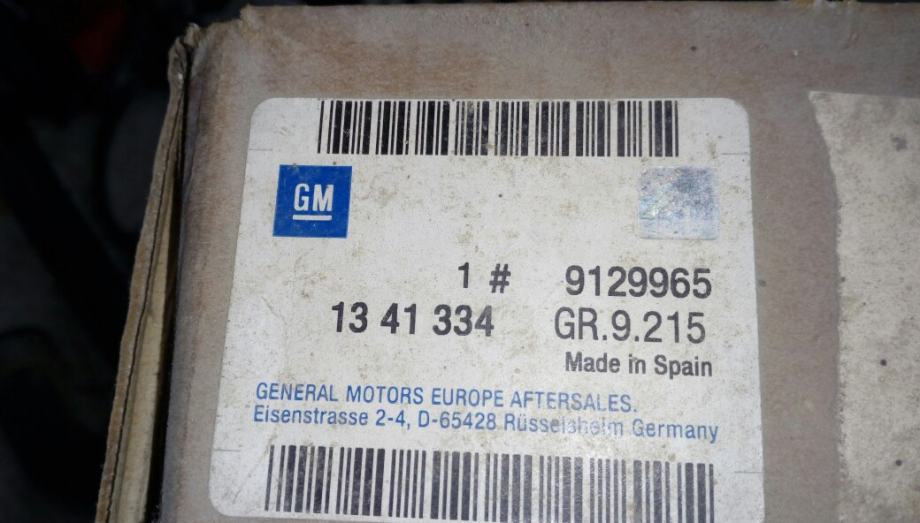 GM
1 # 9129965
13 41 334 GR.9.215
Made in Spain
GENERAL MOTORS EUROPE AFTERSALES.
Eisenstrasse 2-4, D-65428 Rüsselsheim Germany